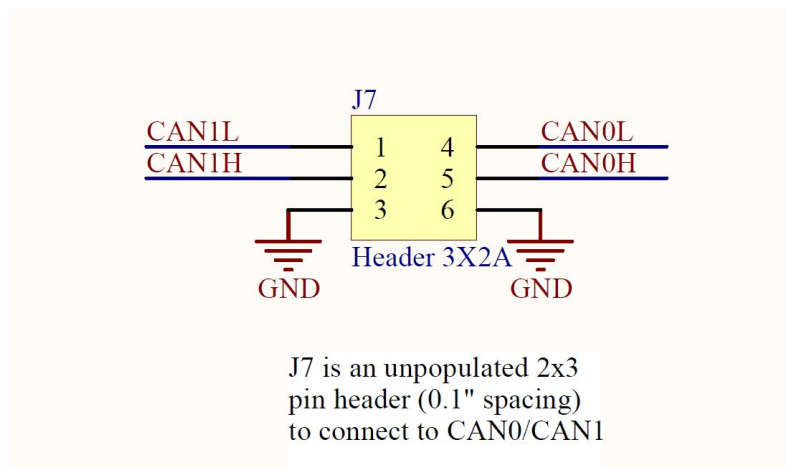 J7
CAN1L
1
4
CAN0L
CAN1H
2
5
CAN0H
3
6
Header 3X2A
GND
GND
J7 is an unpopulated 2x3
pin header (0.1" spacing)
to connect to CAN0/CAN1